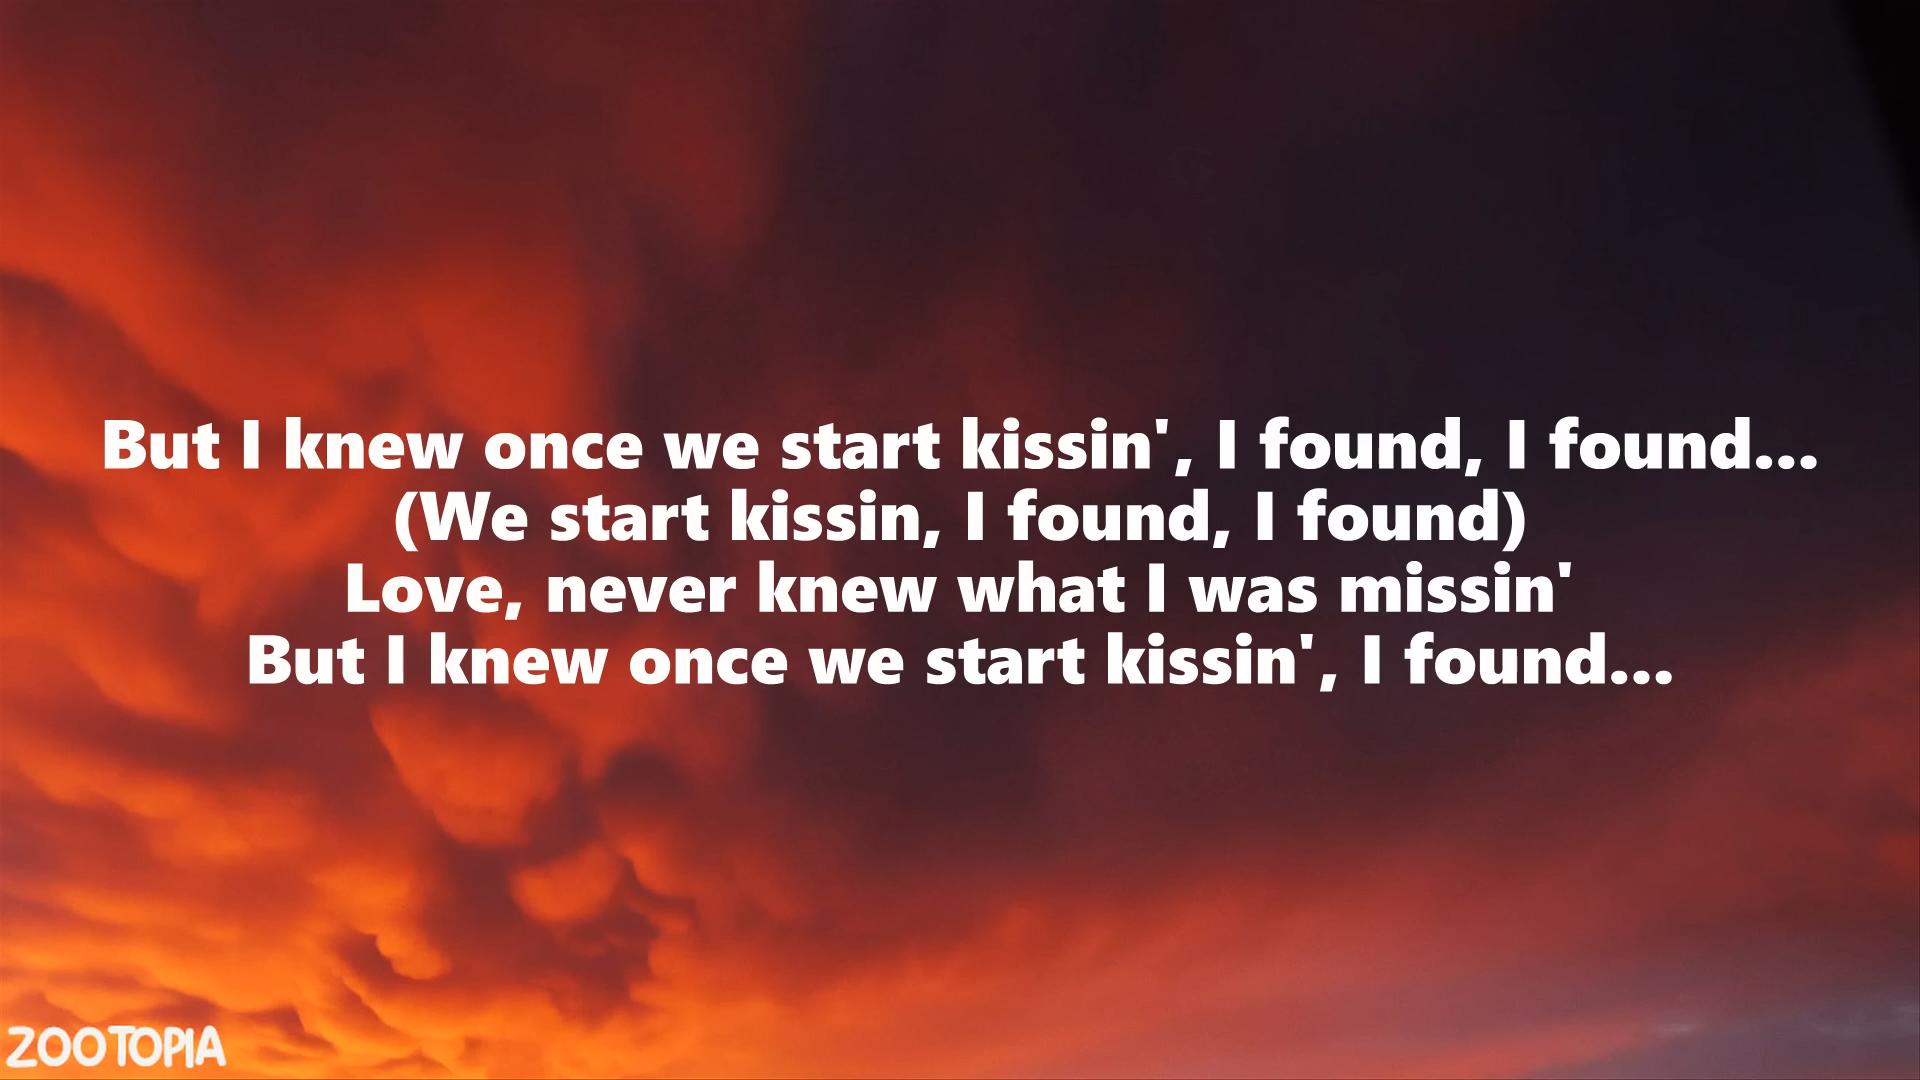 But I knew once we start kissin', I found, I found...
(We start kissin, I found, I found)
Love, never knew what I was missin'
But I knew once we start kissin', I found...
ZOOTOPIA